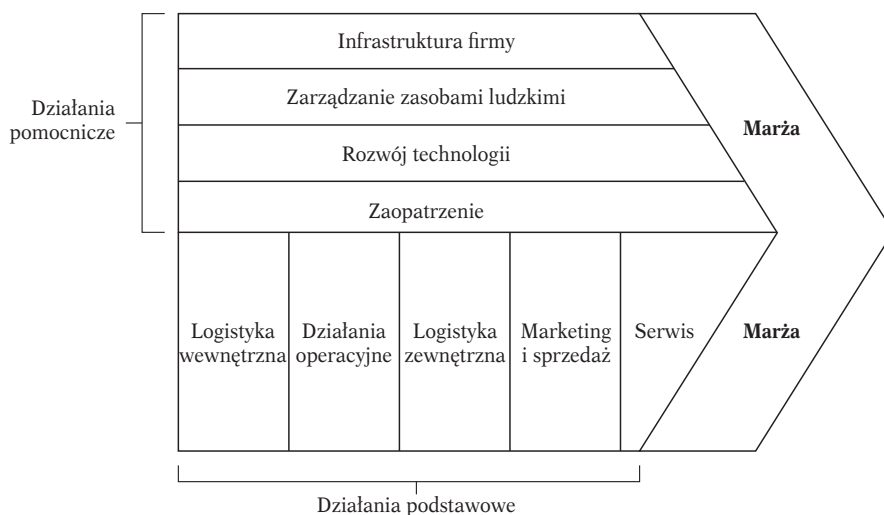 Infrastruktura firmy
Zarządzanie zasobami ludzkimi
Działania
pomocnicze
Marża
Rozwój technologii
Zaopatrzenie
Logistyka
wewnętrzna
Działania
operacyjne
Logistyka
zewnętrzna
Marketing
i sprzedaż
Serwis
Marża
Działania podstawowe